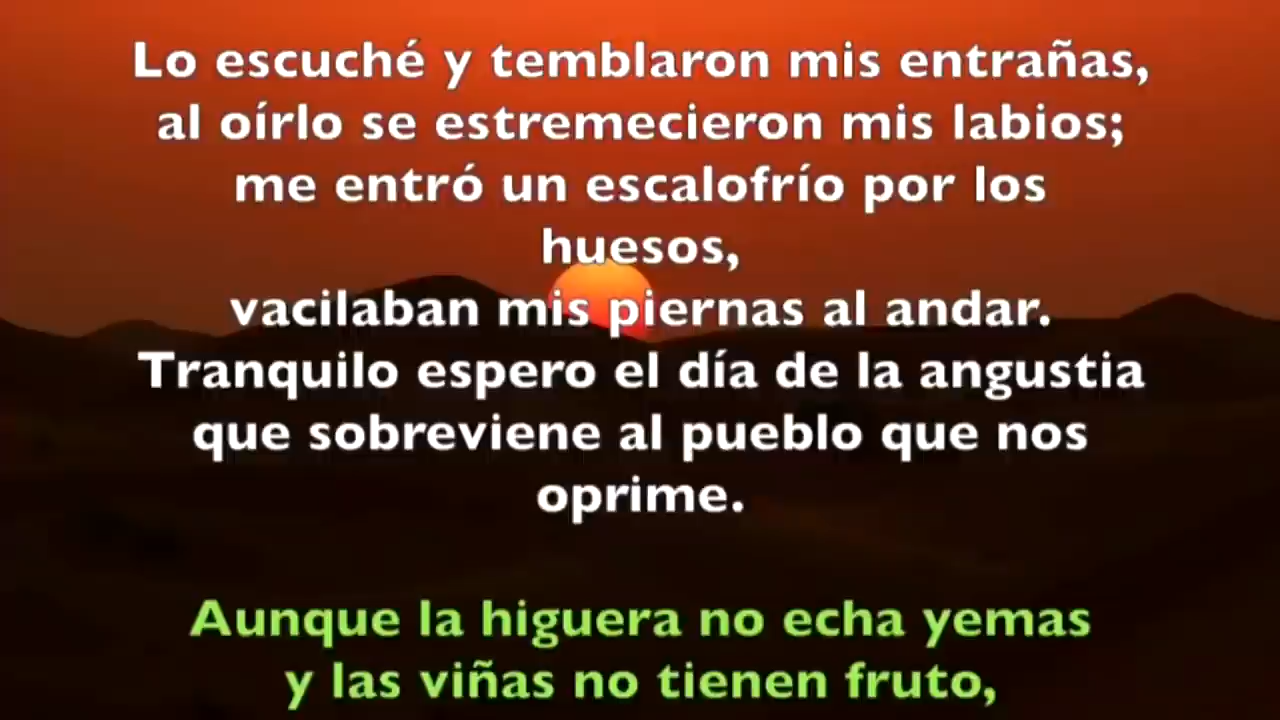 Lo escuché y temblaron mis entrañas,
al oírlo se estremecieron mis labios;
me entró un escalofrío por los
huesos,
vacilaban mis piernas al andar.
Tranquilo espero el día de la angustia
que sobreviene al pueblo que nos
oprime.
Aunque la higuera no echa yemas
y las viñas no tienen fruto,